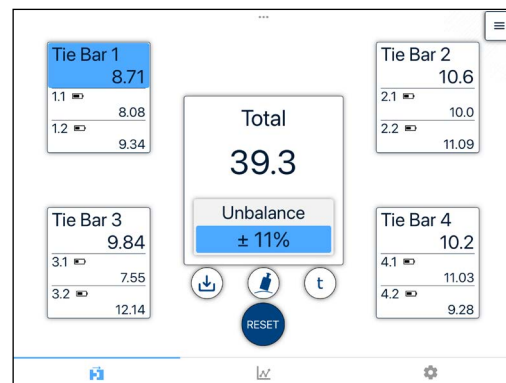 Tie Bar 1
8.71
1.1
8.08
1.2
9.34
Tie Bar 2
10.6
2.1
10.0
2.2
11.09
Total
39.3
Unbalance
± 11%
Tie Bar 3
9.84
3.1
7.55
3.2
12.14
Tie Bar 4
10.2
4.1
11.03
4.2
9.28
t
RESET